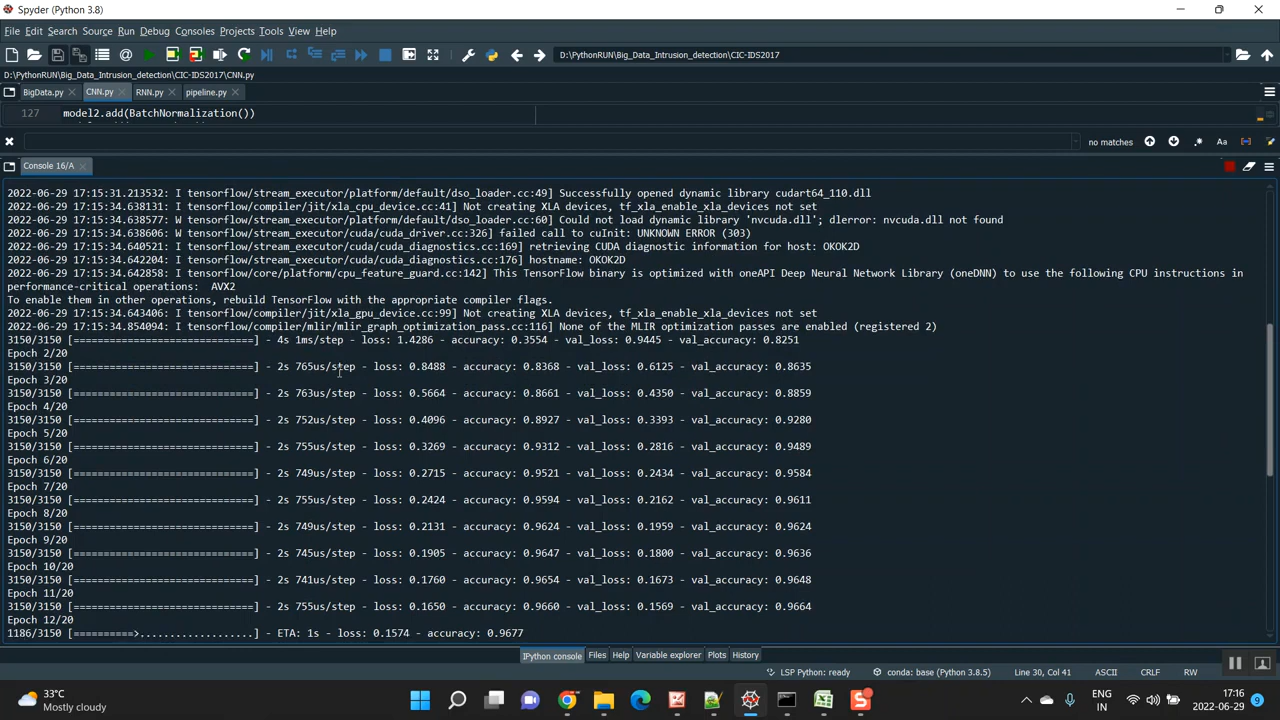 Spyder (Python 3.8)
File Edit Search Source Run Debug Consoles Projects Tools View Help
D:\PythonRUN\Big_Data_Intrusion_detection\CIC-IDS2017
D:\PythonRUN\Big_Data_Intrusion_detection\CIC-IDS2017\CNN.py
BigData.py CNN.py RNN.py pipeline.py
127 model2.add(BatchNormalization())
no matches
Console 16/A
2022-06-29 17:15:31.213532: I tensorflow/stream_executor/platform/default/dso_loader.cc:49] Successfully opened dynamic library cudart64_110.dll
2022-06-29 17:15:34.638131: I tensorflow/compiler/jit/xla_cpu_device.cc:41] Not creating XLA devices, tf_xla_enable_xla_devices not set
2022-06-29 17:15:34.638577: W tensorflow/stream_executor/platform/default/dso_loader.cc:60] Could not load dynamic library 'nvcuda.dll'; dlerror: nvcuda.dll not found
2022-06-29 17:15:34.638606: W tensorflow/stream_executor/cuda/cuda_driver.cc:326] failed call to cuInit: UNKNOWN ERROR (303)
2022-06-29 17:15:34.640521: I tensorflow/stream_executor/cuda/cuda_diagnostics.cc:169] retrieving CUDA diagnostic information for host: OKOK2D
2022-06-29 17:15:34.642204: I tensorflow/stream_executor/cuda/cuda_diagnostics.cc:176] hostname: OKOK2D
2022-06-29 17:15:34.642858: I tensorflow/core/platform/cpu_feature_guard.cc:142] This TensorFlow binary is optimized with oneAPI Deep Neural Network Library (oneDNN) to use the following CPU instructions in
performance-critical operations:  AVX2
To enable them in other operations, rebuild TensorFlow with the appropriate compiler flags.
2022-06-29 17:15:34.643406: I tensorflow/compiler/jit/xla_gpu_device.cc:99] Not creating XLA devices, tf_xla_enable_xla_devices not set
2022-06-29 17:15:34.854094: I tensorflow/compiler/mlir/mlir_graph_optimization_pass.cc:116] None of the MLIR optimization passes are enabled (registered 2)
3150/3150 [==============================] - 4s 1ms/step - loss: 1.4286 - accuracy: 0.3554 - val_loss: 0.9445 - val_accuracy: 0.8251
Epoch 2/20
3150/3150 [==============================] - 2s 765us/step - loss: 0.8488 - accuracy: 0.8368 - val_loss: 0.6125 - val_accuracy: 0.8635
Epoch 3/20
3150/3150 [==============================] - 2s 763us/step - loss: 0.5664 - accuracy: 0.8661 - val_loss: 0.4350 - val_accuracy: 0.8859
Epoch 4/20
3150/3150 [==============================] - 2s 752us/step - loss: 0.4096 - accuracy: 0.8927 - val_loss: 0.3393 - val_accuracy: 0.9280
Epoch 5/20
3150/3150 [==============================] - 2s 755us/step - loss: 0.3269 - accuracy: 0.9312 - val_loss: 0.2816 - val_accuracy: 0.9489
Epoch 6/20
3150/3150 [==============================] - 2s 749us/step - loss: 0.2715 - accuracy: 0.9521 - val_loss: 0.2434 - val_accuracy: 0.9584
Epoch 7/20
3150/3150 [==============================] - 2s 755us/step - loss: 0.2424 - accuracy: 0.9594 - val_loss: 0.2162 - val_accuracy: 0.9611
Epoch 8/20
3150/3150 [==============================] - 2s 749us/step - loss: 0.2131 - accuracy: 0.9624 - val_loss: 0.1959 - val_accuracy: 0.9624
Epoch 9/20
3150/3150 [==============================] - 2s 745us/step - loss: 0.1905 - accuracy: 0.9647 - val_loss: 0.1800 - val_accuracy: 0.9636
Epoch 10/20
3150/3150 [==============================] - 2s 741us/step - loss: 0.1760 - accuracy: 0.9654 - val_loss: 0.1673 - val_accuracy: 0.9648
Epoch 11/20
3150/3150 [==============================] - 2s 755us/step - loss: 0.1650 - accuracy: 0.9660 - val_loss: 0.1569 - val_accuracy: 0.9664
Epoch 12/20
1186/3150 [==========>...................] - ETA: 1s - loss: 0.1574 - accuracy: 0.9677
IPython console Files Help Variable explorer Plots History
LSP Python: ready conda: base (Python 3.8.5) Line 30, Col 41 ASCII CRLF RW
33°C
Mostly cloudy
ENG
IN
17:16
2022-06-29